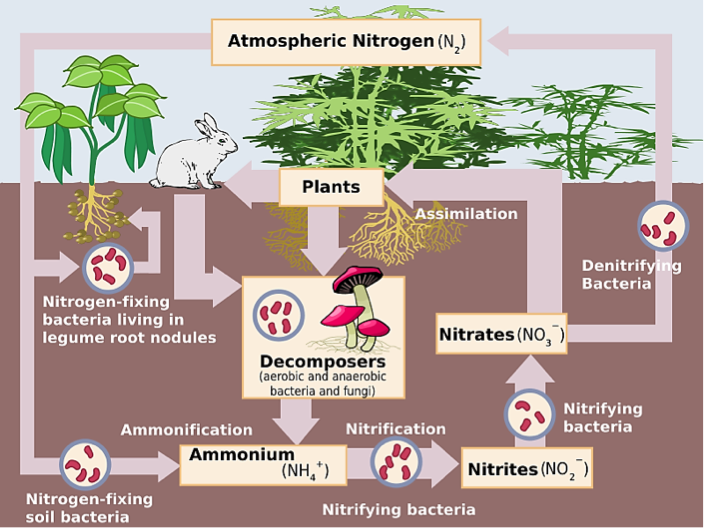 Atmospheric Nitrogen (N₂)
Plants
Assimilation
Denitrifying
Bacteria
Nitrogen-fixing
bacteria living in
legume root nodules
Nitrates (NO₃⁻)
Decomposers
(aerobic and anaerobic
bacteria and fungi)
Nitrifying
bacteria
Ammonification
Nitrification
Ammonium
(NH₄⁺)
Nitrites (NO₂⁻)
Nitrogen-fixing
soil bacteria
Nitrifying bacteria